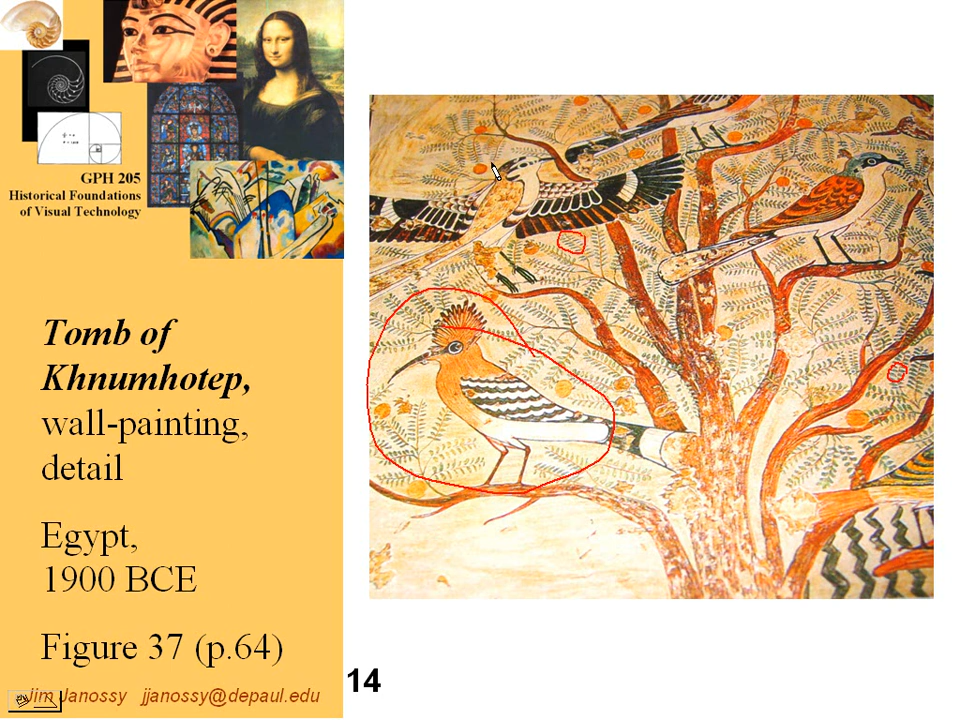 GPH 205
Historical Foundations
of Visual Technology
Tomb of
Khnumhotep,
wall-painting,
detail
Egypt,
1900 BCE
Figure 37 (p.64)
Jim Janossy jjanossy@depaul.edu
14